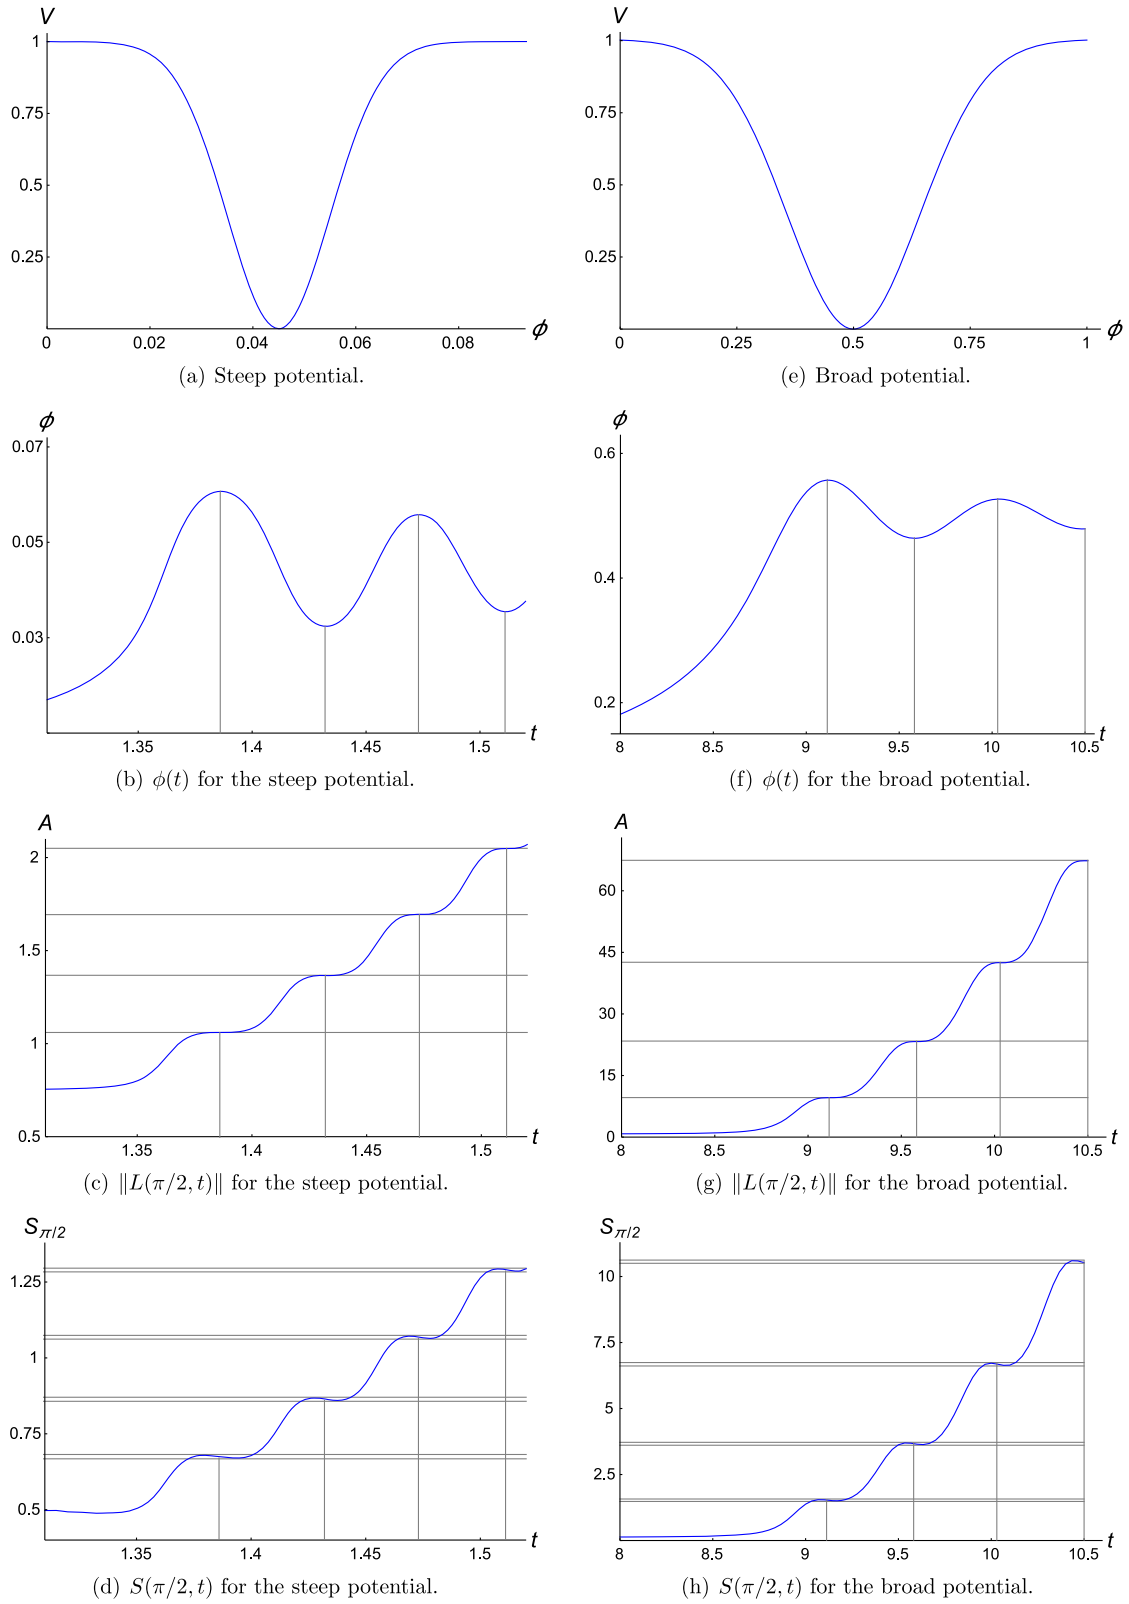 V
1
0.75
0.5
0.25
0
0.02
0.04
0.06
0.08
ϕ
(a) Steep potential.
V
1
0.75
0.5
0.25
0
0.25
0.5
0.75
1
ϕ
(e) Broad potential.
ϕ
0.07
0.05
0.03
1.35
1.4
1.45
1.5
t
(b) ϕ(t) for the steep potential.
ϕ
0.6
0.4
0.2
8
8.5
9
9.5
10
10.5
t
(f) ϕ(t) for the broad potential.
A
2
1.5
1
0.5
1.35
1.4
1.45
1.5
t
(c) ‖L(π/2, t)‖ for the steep potential.
A
60
45
30
15
0
8
8.5
9
9.5
10
10.5
t
(g) ‖L(π/2, t)‖ for the broad potential.
S π/2
1.25
1
0.75
0.5
1.35
1.4
1.45
1.5
t
(d) S(π/2, t) for the steep potential.
S π/2
10
7.5
5
2.5
8
8.5
9
9.5
10
10.5
t
(h) S(π/2, t) for the broad potential.